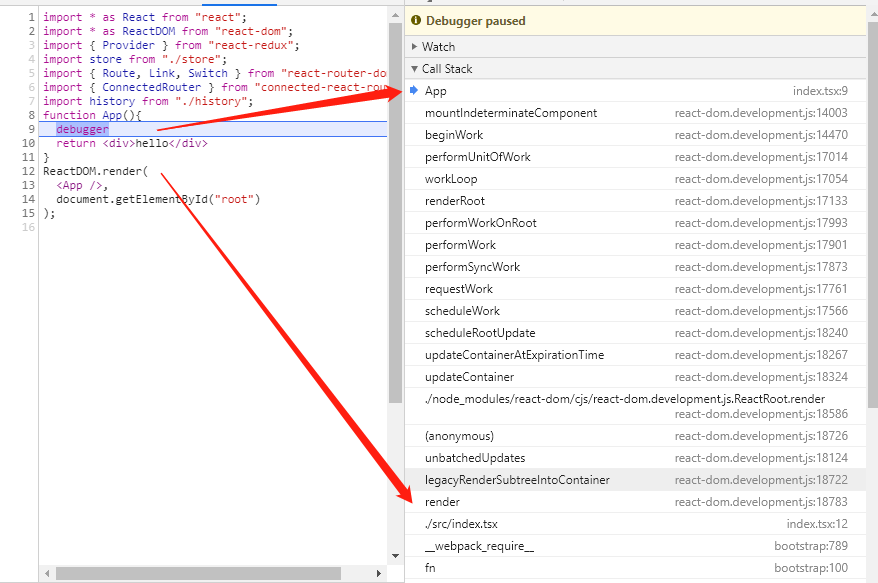 1 import * as React from "react";
2 import * as ReactDOM from "react-dom";
3 import { Provider } from "react-redux";
4 import store from "./store";
5 import { Route, Link, Switch } from "react-router-do
6 import { ConnectedRouter } from "connected-react-rou
7 import history from "./history";
8 function App(){
9 debugger
10 return <div>hello</div>
11 }
12 ReactDOM.render(
13 <App />,
14 document.getElementById("root")
15 );
16
Debugger paused
Watch
Call Stack
App index.tsx:9
mountIndeterminateComponent react-dom.development.js:14003
beginWork react-dom.development.js:14470
performUnitOfWork react-dom.development.js:17014
workLoop react-dom.development.js:17054
renderRoot react-dom.development.js:17133
performWorkOnRoot react-dom.development.js:17993
performWork react-dom.development.js:17901
performSyncWork react-dom.development.js:17873
requestWork react-dom.development.js:17761
scheduleWork react-dom.development.js:17566
scheduleRootUpdate react-dom.development.js:18240
updateContainerAtExpirationTime react-dom.development.js:18267
updateContainer react-dom.development.js:18324
./node_modules/react-dom/cjs/react-dom.development.js.ReactRoot.render
react-dom.development.js:18586
(anonymous) react-dom.development.js:18726
unbatchedUpdates react-dom.development.js:18124
legacyRenderSubtreeIntoContainer react-dom.development.js:18722
render react-dom.development.js:18783
./src/index.tsx index.tsx:12
__webpack_require__ bootstrap:789
fn bootstrap:100